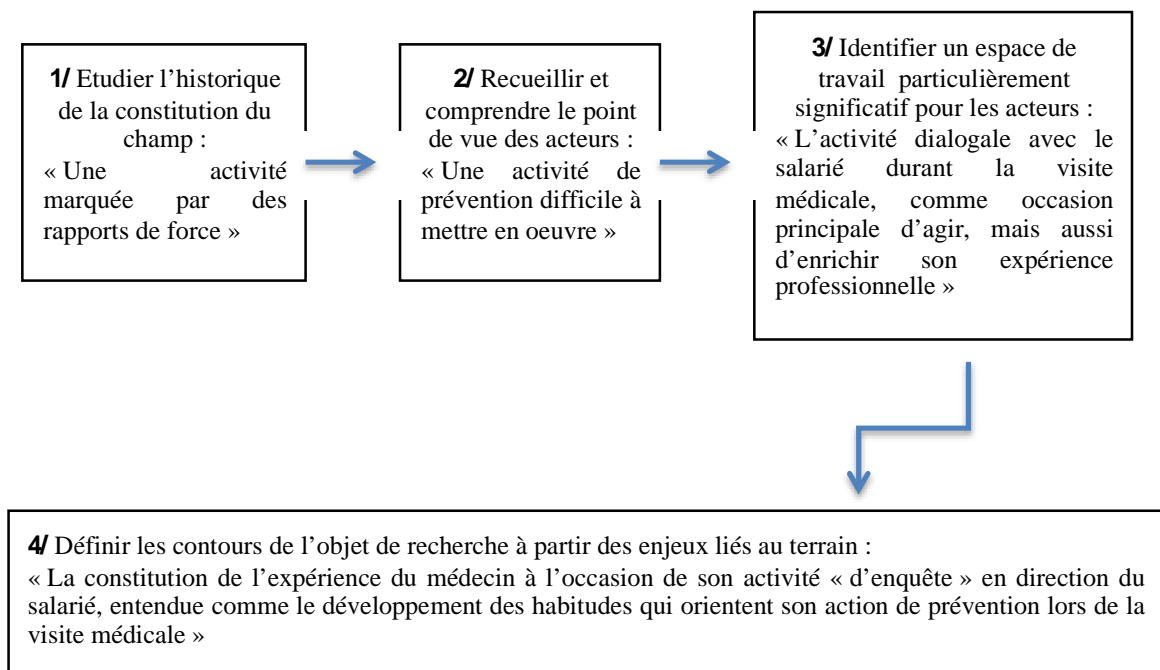 1/ Etudier l’historique
de la constitution du
champ :
« Une activité
marquée par des
rapports de force »
2/ Recueillir et
comprendre le point
de vue des acteurs :
« Une activité de
prévention difficile à
mettre en oeuvre »
3/ Identifier un espace de
travail particulièrement
significatif pour les acteurs :
« L’activité dialogale avec le
salarié durant la visite
médicale, comme occasion
principale d’agir, mais aussi
d’enrichir son expérience
professionnelle »
4/ Définir les contours de l’objet de recherche à partir des enjeux liés au terrain :
« La constitution de l’expérience du médecin à l’occasion de son activité « d’enquête » en direction du
salarié, entendue comme le développement des habitudes qui orientent son action de prévention lors de la
visite médicale »